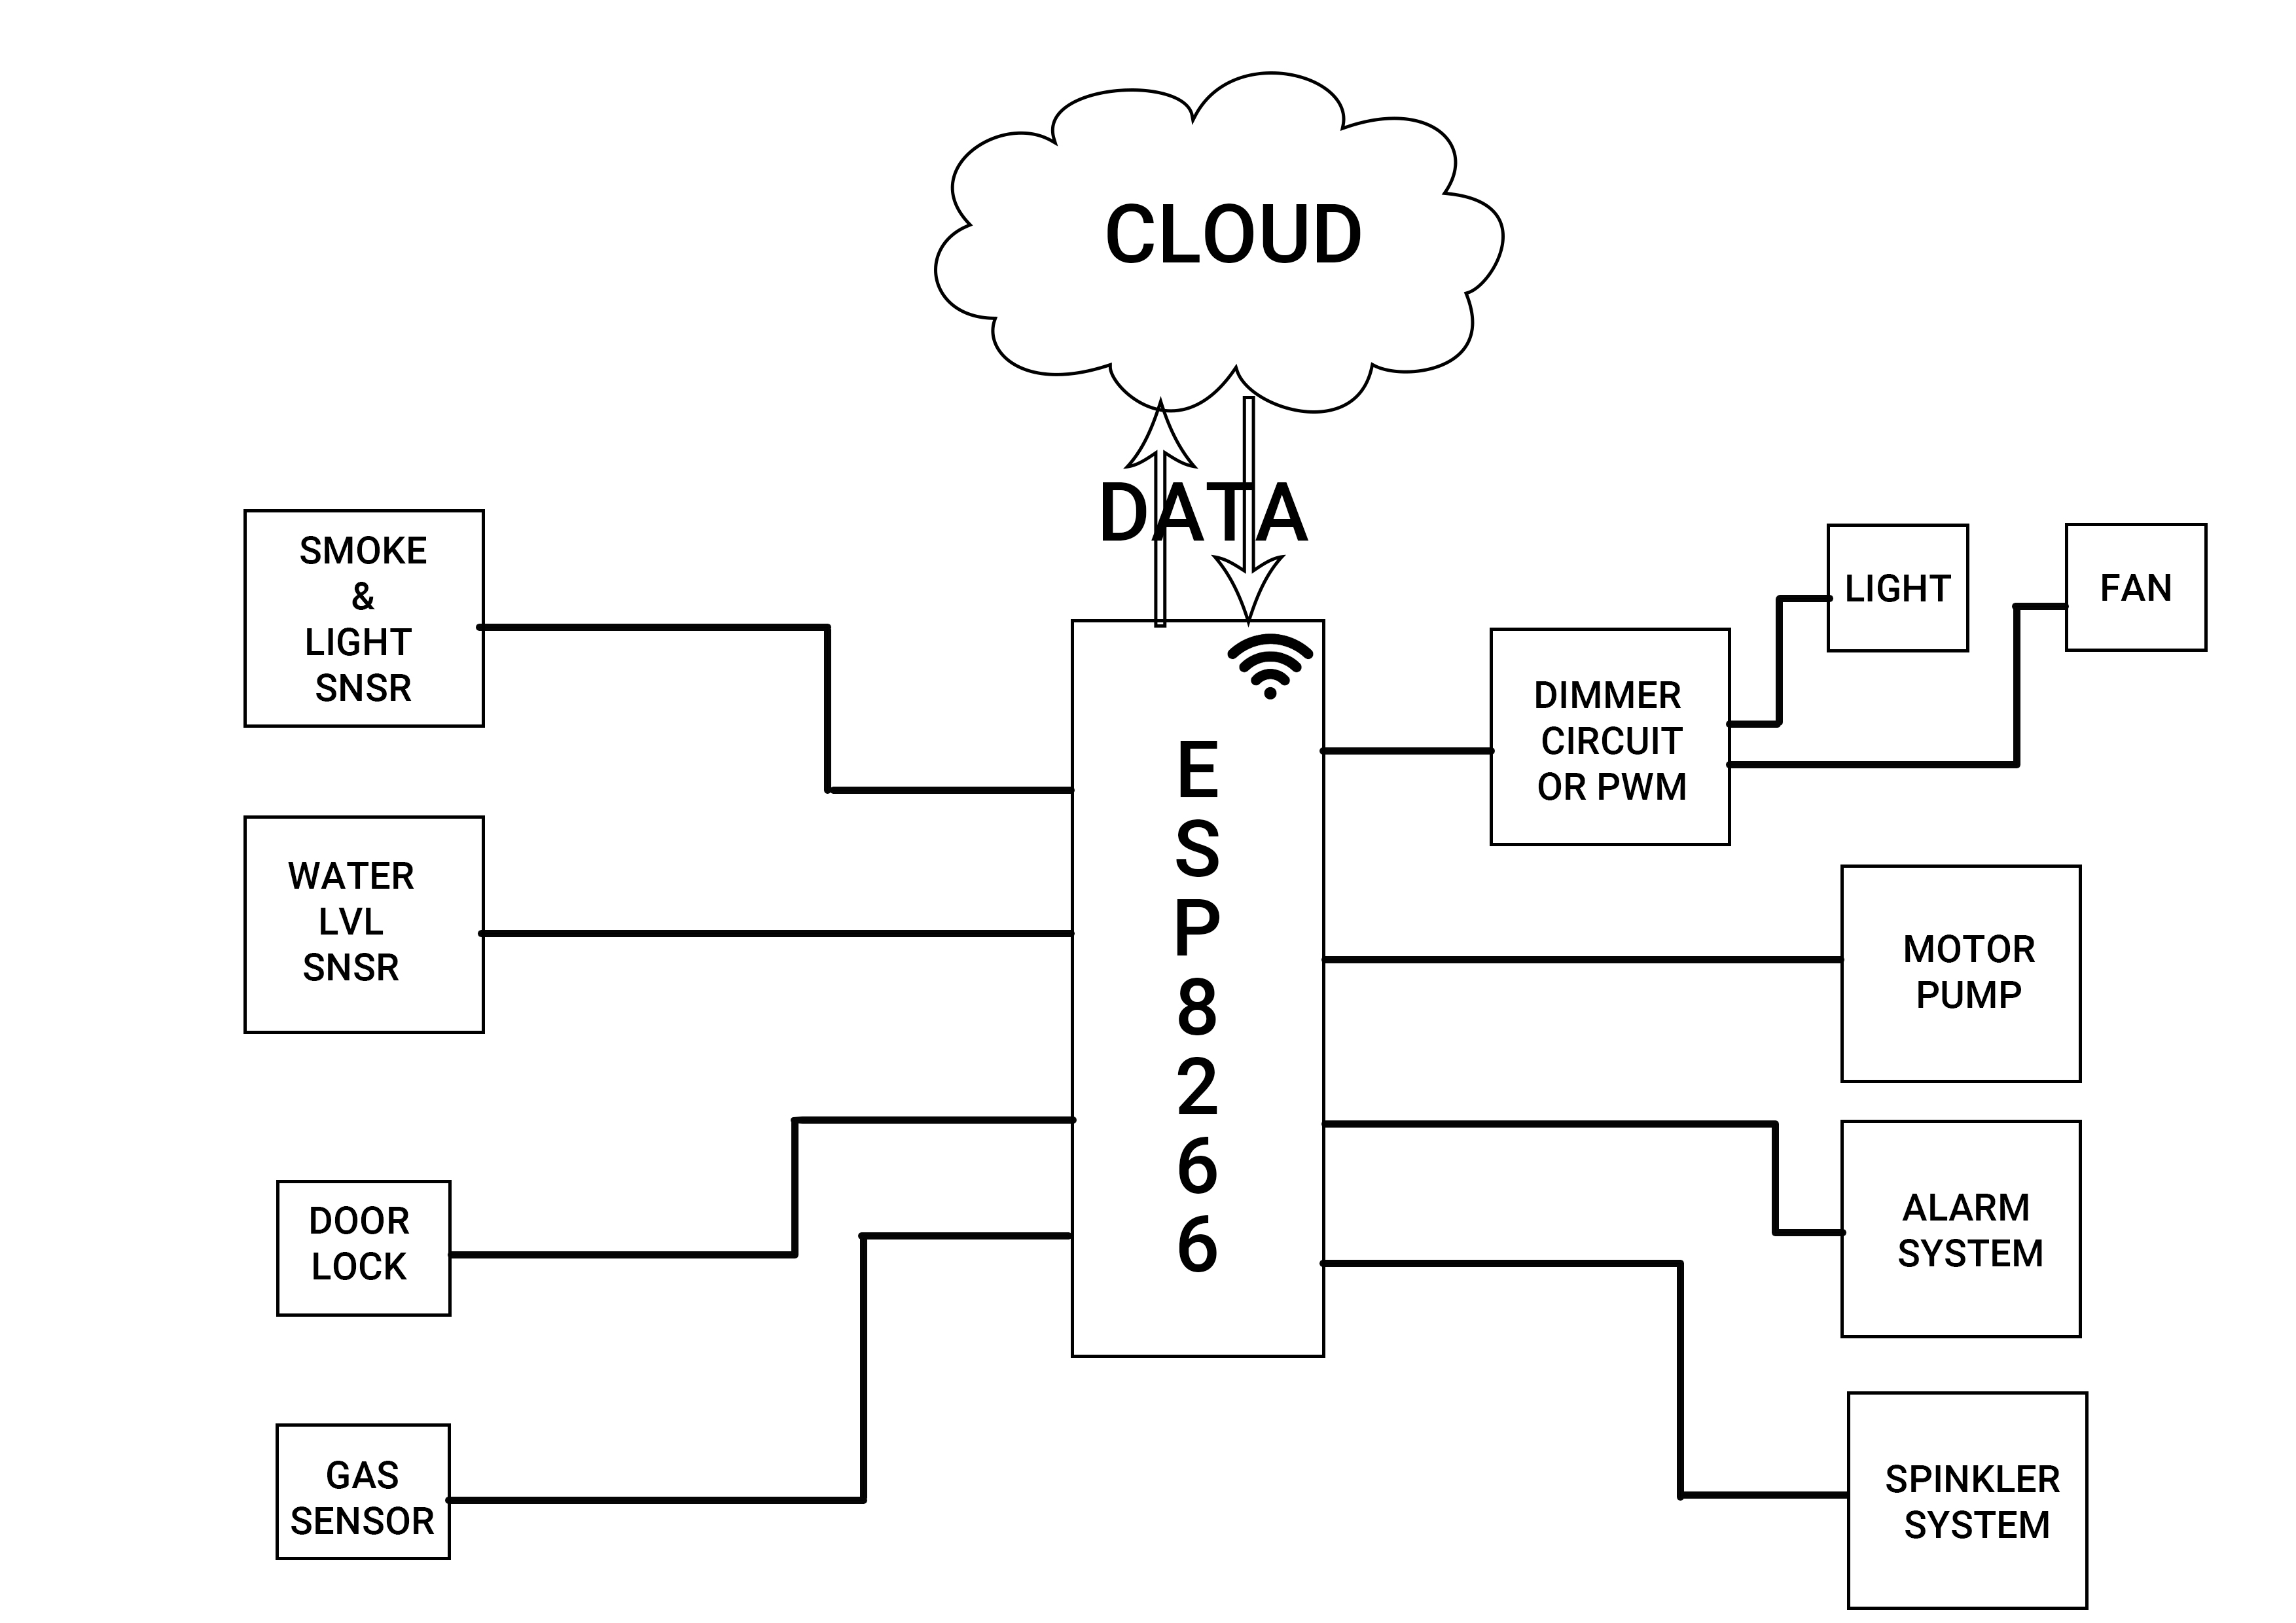 CLOUD
DATA
SMOKE
&
LIGHT
SNSR
WATER
LVL
SNSR
DOOR
LOCK
GAS
SENSOR
E
S
P
8
2
6
6
DIMMER
CIRCUIT
OR PWM
LIGHT
FAN
MOTOR
PUMP
ALARM
SYSTEM
SPINKLER
SYSTEM